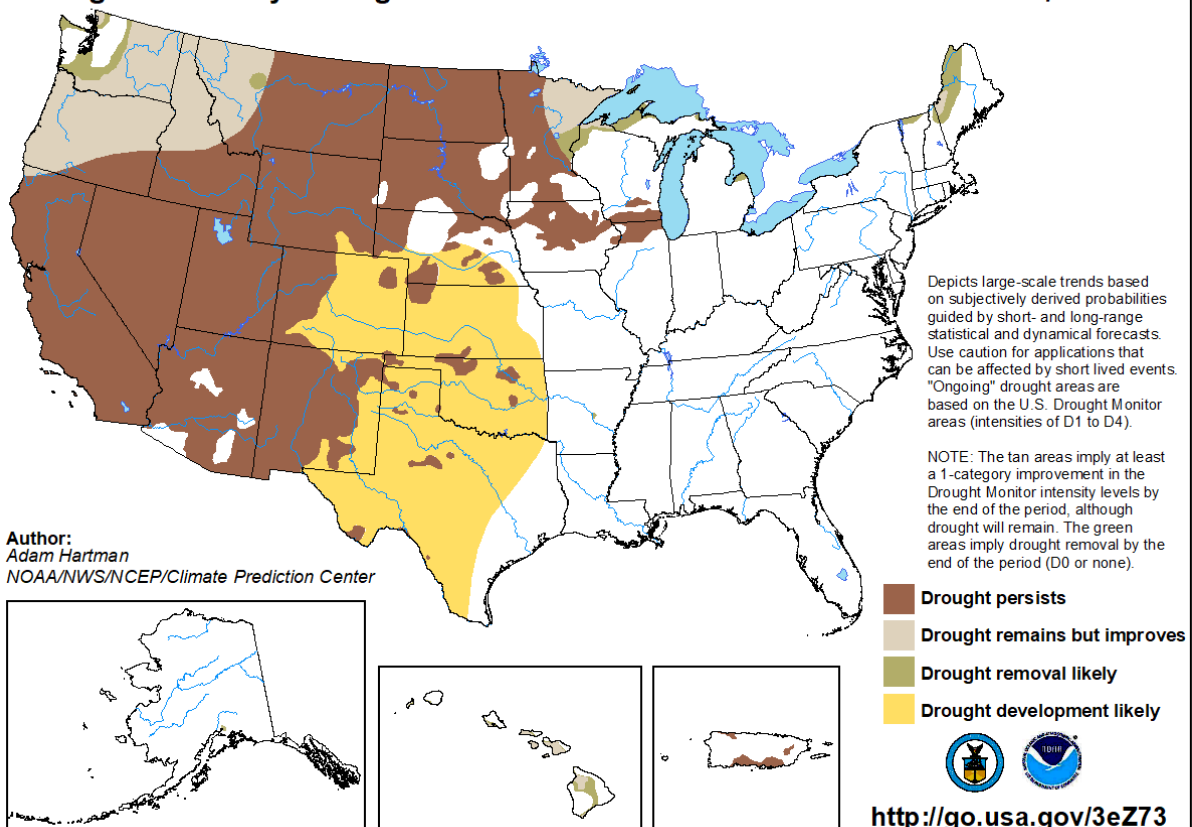 Depicts large-scale trends based
on subjectively derived probabilities
guided by short- and long-range
statistical and dynamical forecasts.
Use caution for applications that
can be affected by short lived events.
"Ongoing" drought areas are
based on the U.S. Drought Monitor
areas (intensities of D1 to D4).
NOTE: The tan areas imply at least
a 1-category improvement in the
Drought Monitor intensity levels by
the end of the period, although
drought will remain. The green
areas imply drought removal by the
end of the period (D0 or none).
Author:
Adam Hartman
NOAA/NWS/NCEP/Climate Prediction Center
Drought persists
Drought remains but improves
Drought removal likely
Drought development likely
http://go.usa.gov/3eZ73